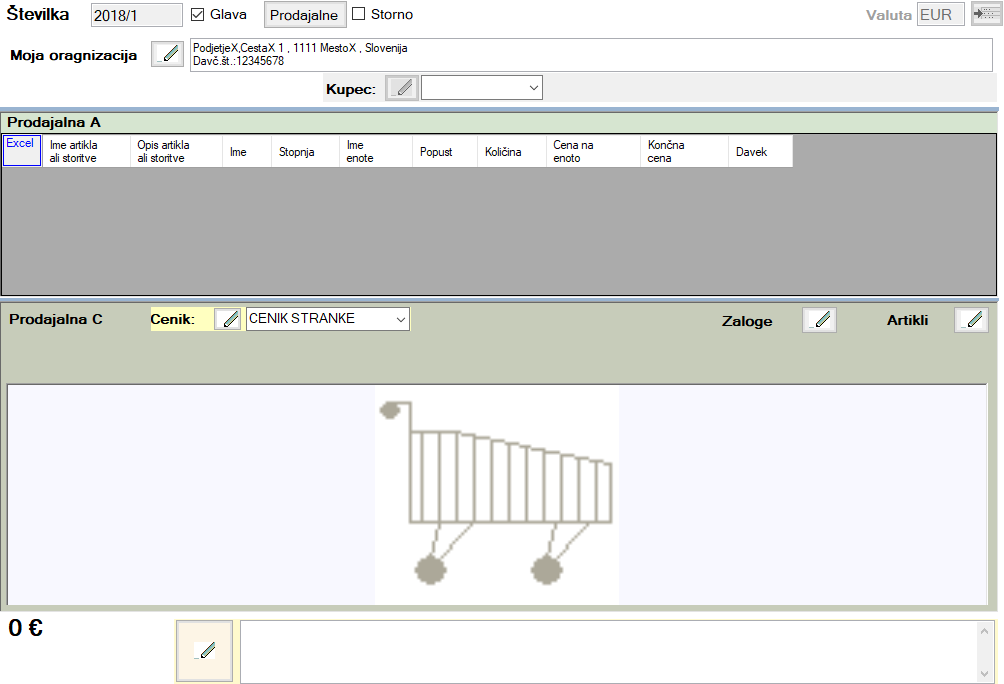 Številka 2018/1 Glava Prodajalne Storno Valuta EUR
Moja oragnizacija
PodjetjeX,CestaX 1 , 1111 MestoX , Slovenija
Davč.št.:12345678
Kupec:
Prodajalna A
Excel
Ime artikla
ali storitve
Opis artikla
ali storitve
Ime
Stopnja
Ime
enote
Popust
Količina
Cena na
enoto
Končna
cena
Davek
Prodajalna C Cenik: CENIK STRANKE Zaloge Artikli
0 €